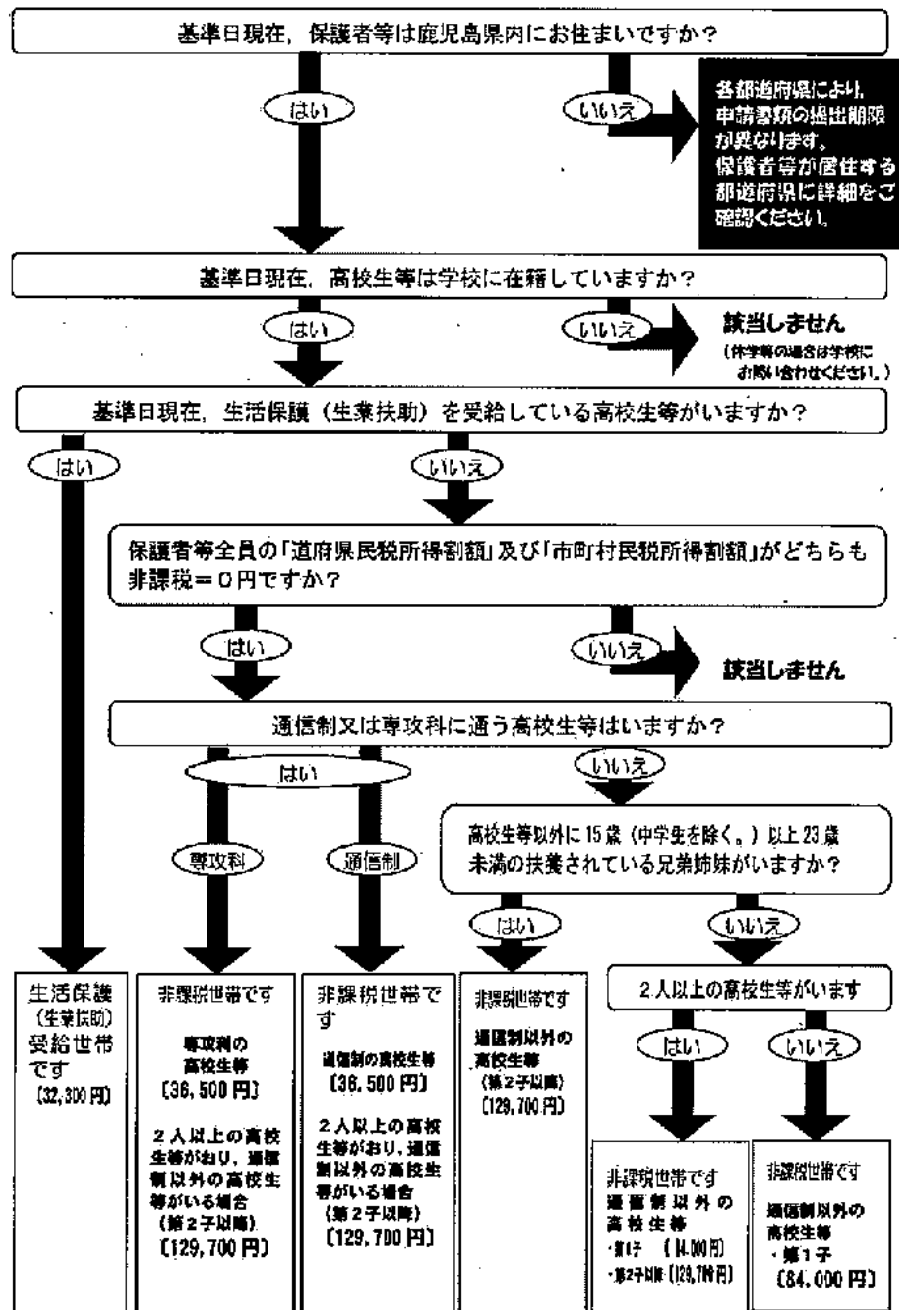 基準日現在，保護者等は鹿児島県内にお住まいですか？
はい
いいえ
各都道府県により，
申請書類の提出期限
が異なります。
保護者等が居住する
都道府県に詳細をご
確認ください。
基準日現在，高校生等は学校に在籍していますか？
はい
いいえ
該当しません
（休学等の場合は学校に
お問い合わせください。）
基準日現在，生活保護（生業扶助）を受給している高校生等がいますか？
はい
いいえ
保護者等全員の「道府県民税所得割額」及び「市町村民税所得割額」がどちらも
非課税＝０円ですか？
はい
いいえ
該当しません
通信制又は専攻科に通う高校生等はいますか？
はい
いいえ
専攻科
通信制
高校生等以外に15歳（中学生を除く。）以上23歳
未満の扶養されている兄弟姉妹がいますか？
はい
いいえ
２人以上の高校生等がいます
はい
いいえ
生活保護
（生業扶助）
受給世帯
です
〔32,300円〕
非課税世帯です
専攻科の
高校生等
〔36,500円〕
２人以上の高校
生等がおり，通信
制以外の高校生
等がいる場合
（第２子以降）
〔129,700円〕
非課税世帯で
す
通信制の高校生等
〔36,500円〕
２人以上の高校
生等がおり，通信
制以外の高校生
等がいる場合
（第２子以降）
〔129,700円〕
非課税世帯です
通信制以外の
高校生等
（第２子以降）
〔129,700円〕
非課税世帯です
通信制以外の
高校生等
・第1子
・第2子以降〔129,700円〕
非課税世帯です
通信制以外の
高校生等
・第１子
〔84,000円〕